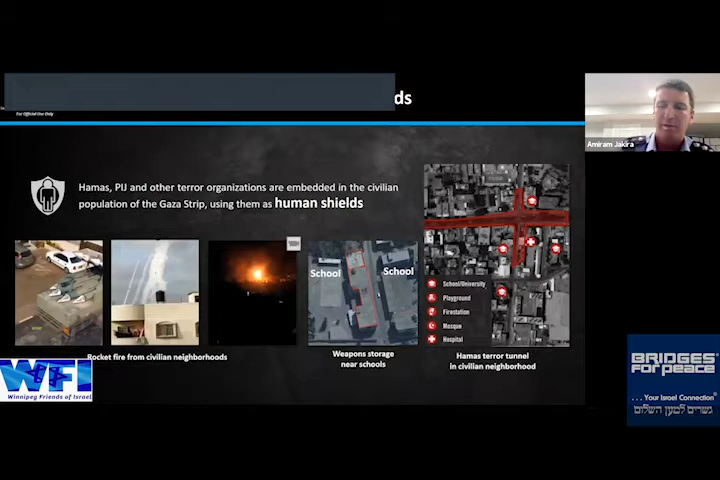 ds
For Official Use Only
Amiram Jakira
Hamas, PIJ and other terror organizations are embedded in the civilian
population of the Gaza Strip, using them as human shields
School
School
School/University
Playground
Firestation
Mosque
Hospital
Rocket fire from civilian neighborhoods
Weapons storage
near schools
Hamas terror tunnel
in civilian neighborhood
WFI
Winnipeg Friends of Israel
BRIDGES
FOR PEACE
...Your Israel Connection®
גשרים למען השלום